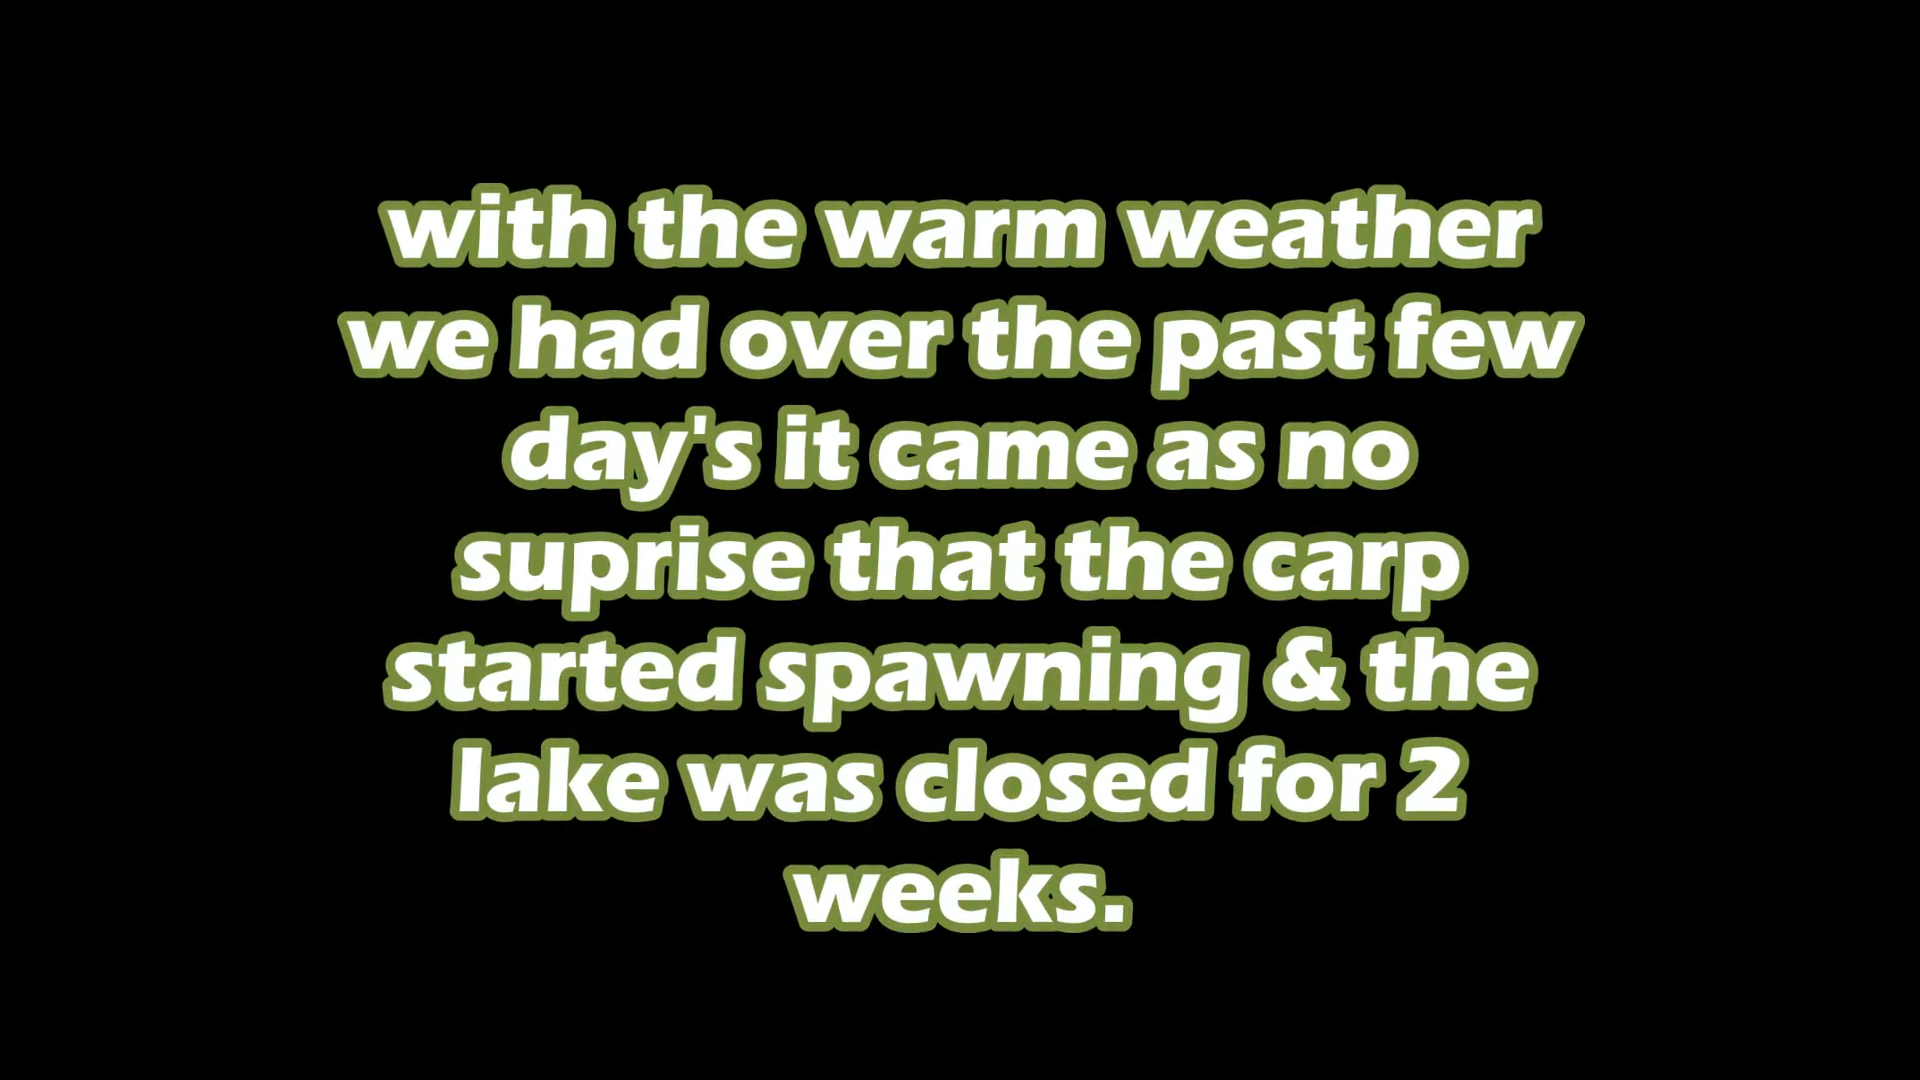 with the warm weather
we had over the past few
day's it came as no
suprise that the carp
started spawning & the
lake was closed for 2
weeks.